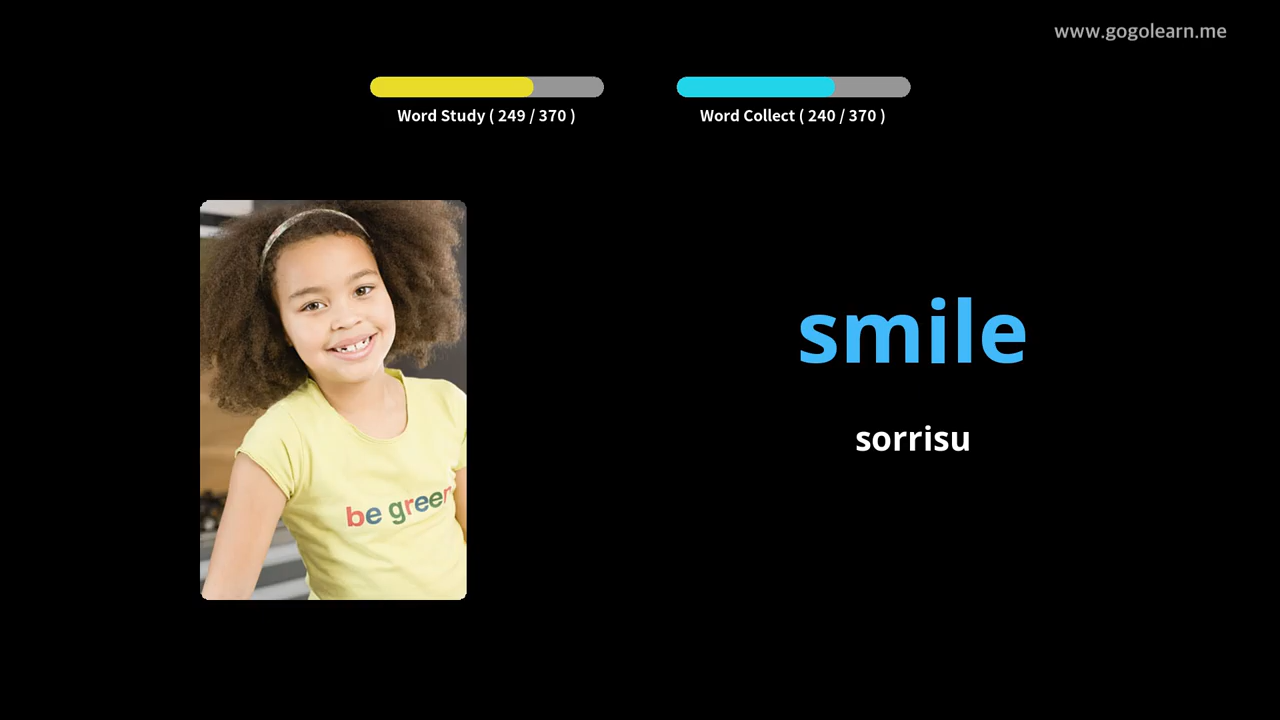 www.gogolearn.me
Word Study ( 249 / 370 )
Word Collect ( 240 / 370 )
smile
sorrisu
be green